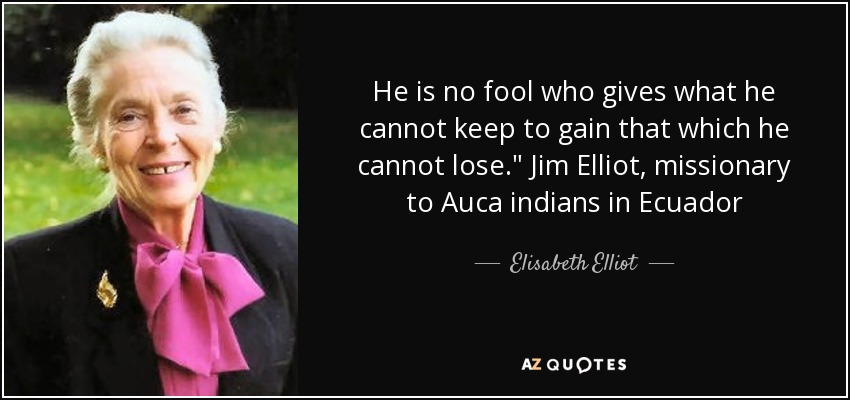 He is no fool who gives what he
cannot keep to gain that which he
cannot lose." Jim Elliot, missionary
to Auca indians in Ecuador
Elisabeth Elliot
AZ QUOTES